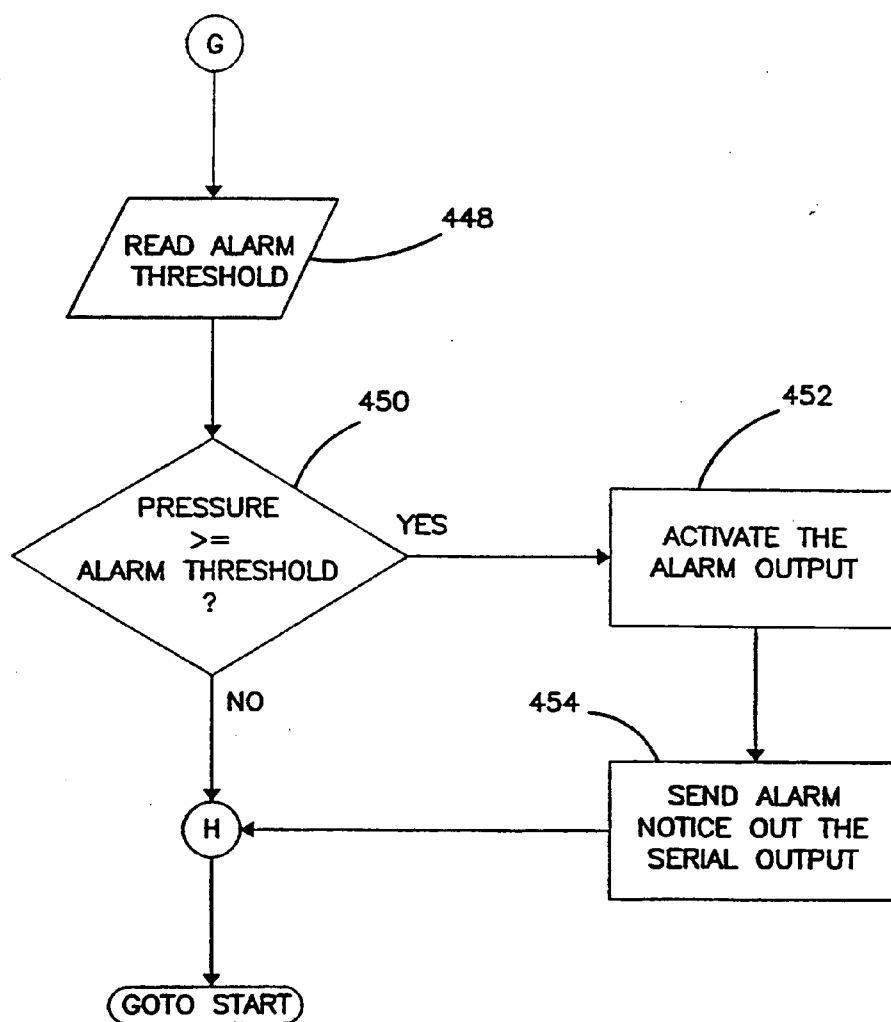 G
READ ALARM
THRESHOLD
448
450
PRESSURE
>=
ALARM THRESHOLD
?
YES
452
ACTIVATE THE
ALARM OUTPUT
NO
454
SEND ALARM
NOTICE OUT THE
SERIAL OUTPUT
H
GOTO START